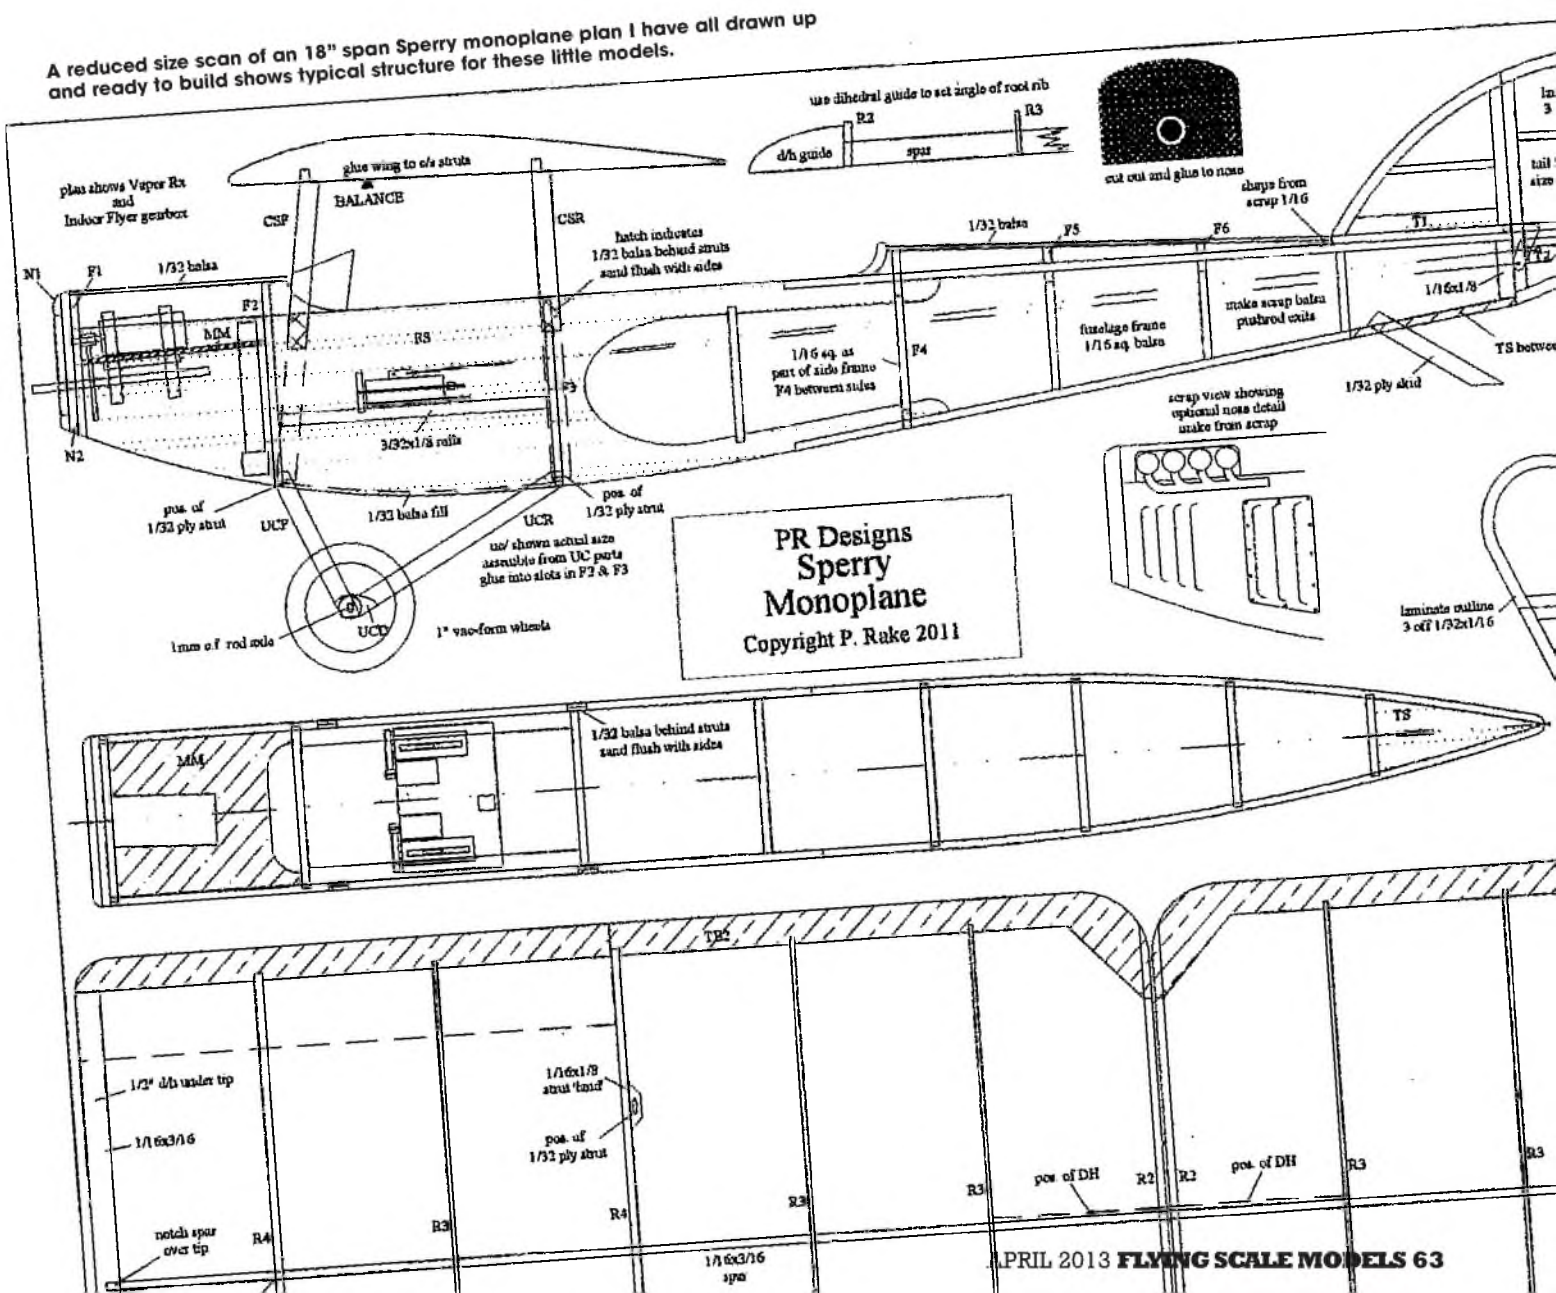 A reduced size scan of an 18" span Sperry monoplane plan I have all drawn up
and ready to build shows typical structure for these little models.
use dihedral guide to set angle of root rib
R2
R3
d/h guide
spar
cut out and glue to nose
plan shows Vapor Rx
and
Indoor Flyer gearbox
glue wing to c/s struts
BALANCE
CSF
CSR
hatch indicates
1/32 balsa behind struts
sand flush with sides
1/32 balsa
F5
F6
shape from
scrap 1/16
T1
T2
tail
size
3
N1
F1
1/32 balsa
F2
MM
RS
F3
3/32x1/8 rails
N2
1/16 sq. as
part of side frame
F4 between sides
F4
fuselage frame
1/16 sq. balsa
make scrap balsa
pushrod exits
1/16x1/8
TS between
1/32 ply skid
scrap view showing
optional nose detail
make from scrap
pos. of
1/32 ply strut
UCF
1/32 balsa fill
UCR
pos. of
1/32 ply strut
uc/ shown actual size
assemble from UC parts
glue into slots in F2 & F3
1mm c.f rod axle
UCD
1" vac-form wheels
PR Designs
Sperry
Monoplane
Copyright P. Rake 2011
laminate outline
3 off 1/32x1/16
MM
1/32 balsa behind struts
sand flush with sides
TS
TE2
1/2" d/h under tip
1/16x3/16
1/16x1/8
strut 'land'
pos. of
1/32 ply strut
notch spar
over tip
R4
R3
R4
R3
R3
pos. of DH
R2
R2
pos. of DH
R3
R3
1/16x3/16
spar
APRIL 2013 FLYING SCALE MODELS 63